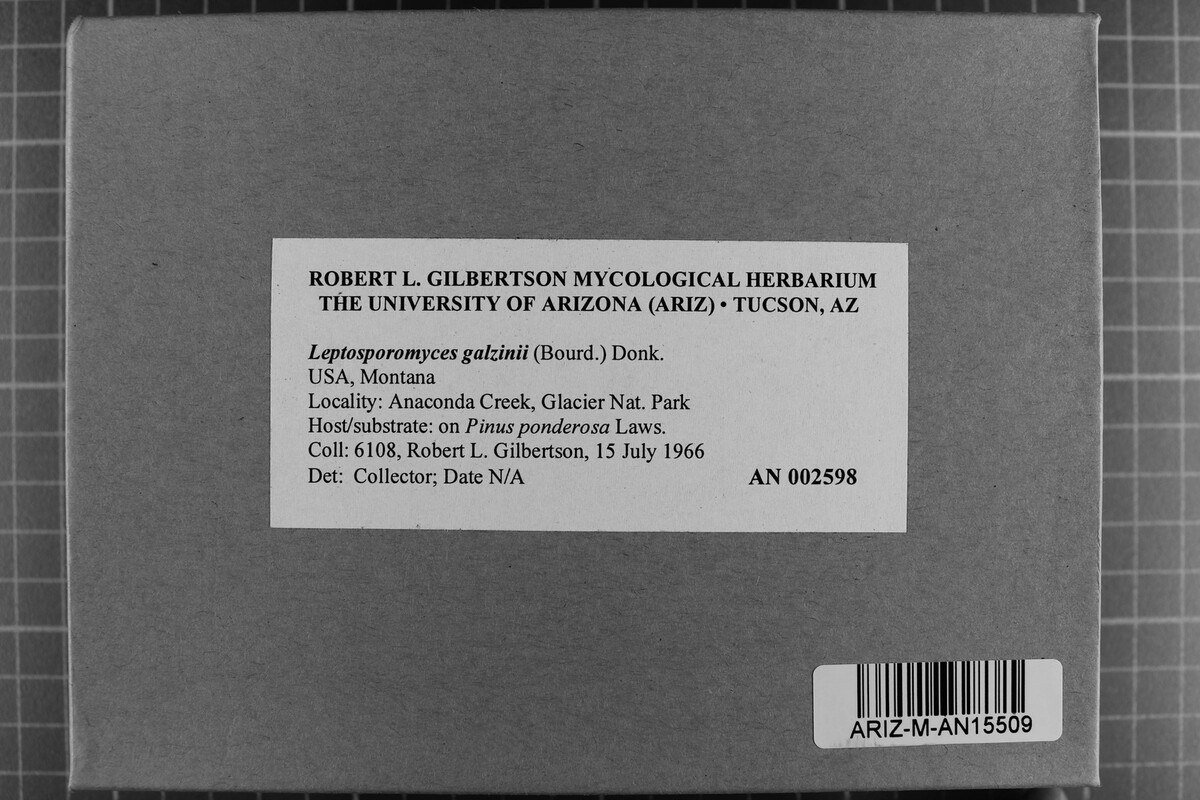 ROBERT L. GILBERTSON MYCOLOGICAL HERBARIUM
THE UNIVERSITY OF ARIZONA (ARIZ) • TUCSON, AZ
Leptosporomyces galzinii (Bourd.) Donk.
USA, Montana
Locality: Anaconda Creek, Glacier Nat. Park
Host/substrate: on Pinus ponderosa Laws.
Coll: 6108, Robert L. Gilbertson, 15 July 1966
Det: Collector; Date N/A AN 002598
ARIZ-M-AN15509